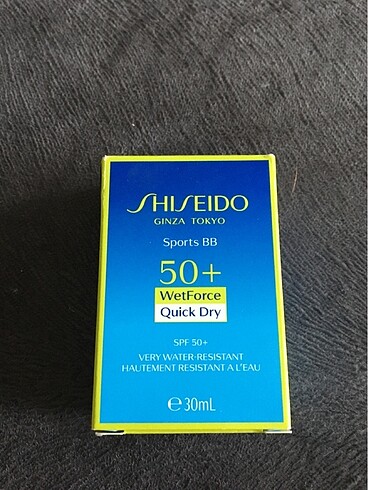 SHISEIDO
GINZA TOKYO
Sports BB
50+
WetForce
Quick Dry
SPF 50+
VERY WATER-RESISTANT
HAUTEMENT RESISTANT A L'EAU
℮30mL